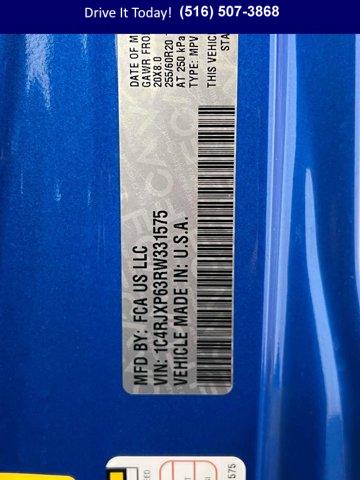 Drive It Today! (516) 507-3868
DATE OF M
GAWR FRO
20X8.0
255/60R20
AT 250 kPa
THIS VEHIC
STA
TYPE: MPV
MFD BY: FCA US LLC
VIN: 1C4RJXP63RW331575
VEHICLE MADE IN: U.S.A.
1575